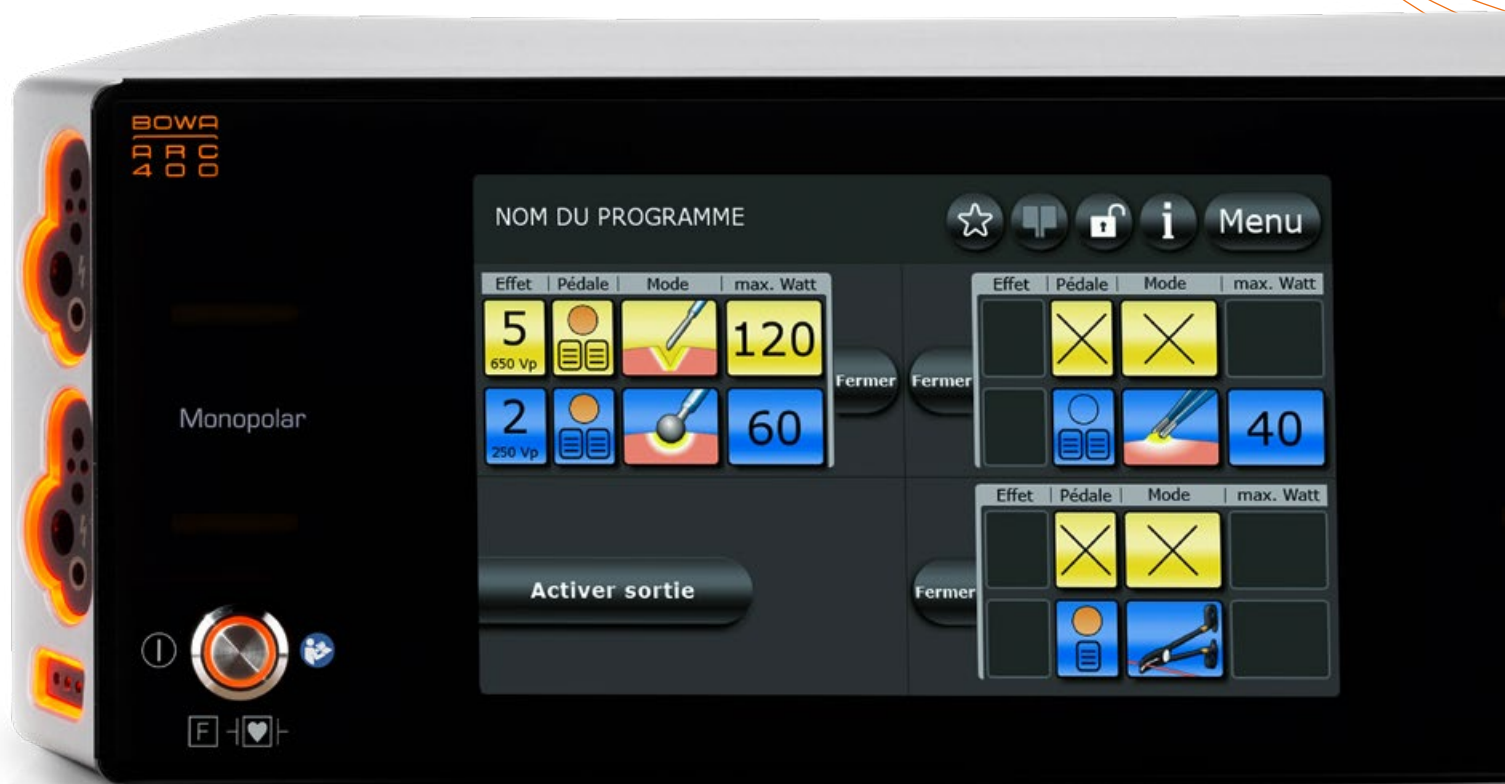 BOWA
ARC
400
Monopolar
NOM DU PROGRAMME
i
Menu
Effet | Pédale | Mode | max. Watt
5
650 Vp
120
2
250 Vp
60
Fermer
Activer sortie
Fermer
Effet | Pédale | Mode | max. Watt
40
Fermer
Effet | Pédale | Mode | max. Watt
F